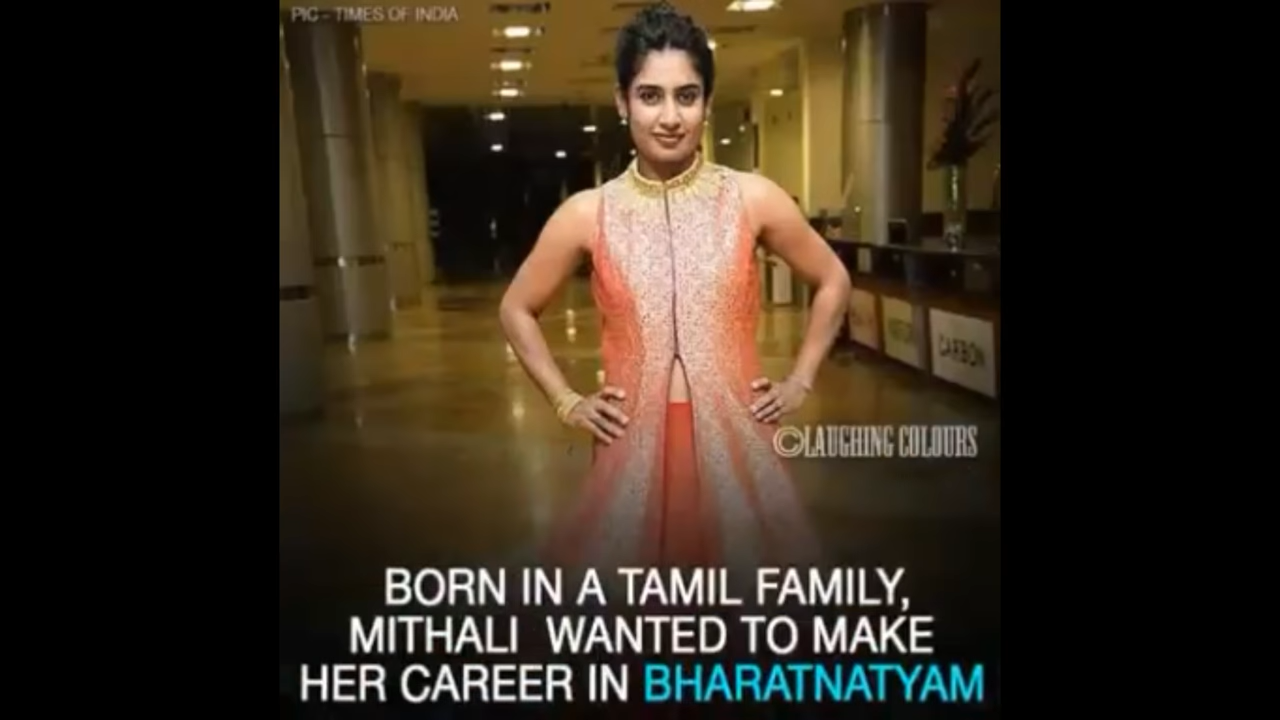 PIC - TIMES OF INDIA
CARBON
©LAUGHING COLOURS
BORN IN A TAMIL FAMILY,
MITHALI WANTED TO MAKE
HER CAREER IN BHARATNATYAM